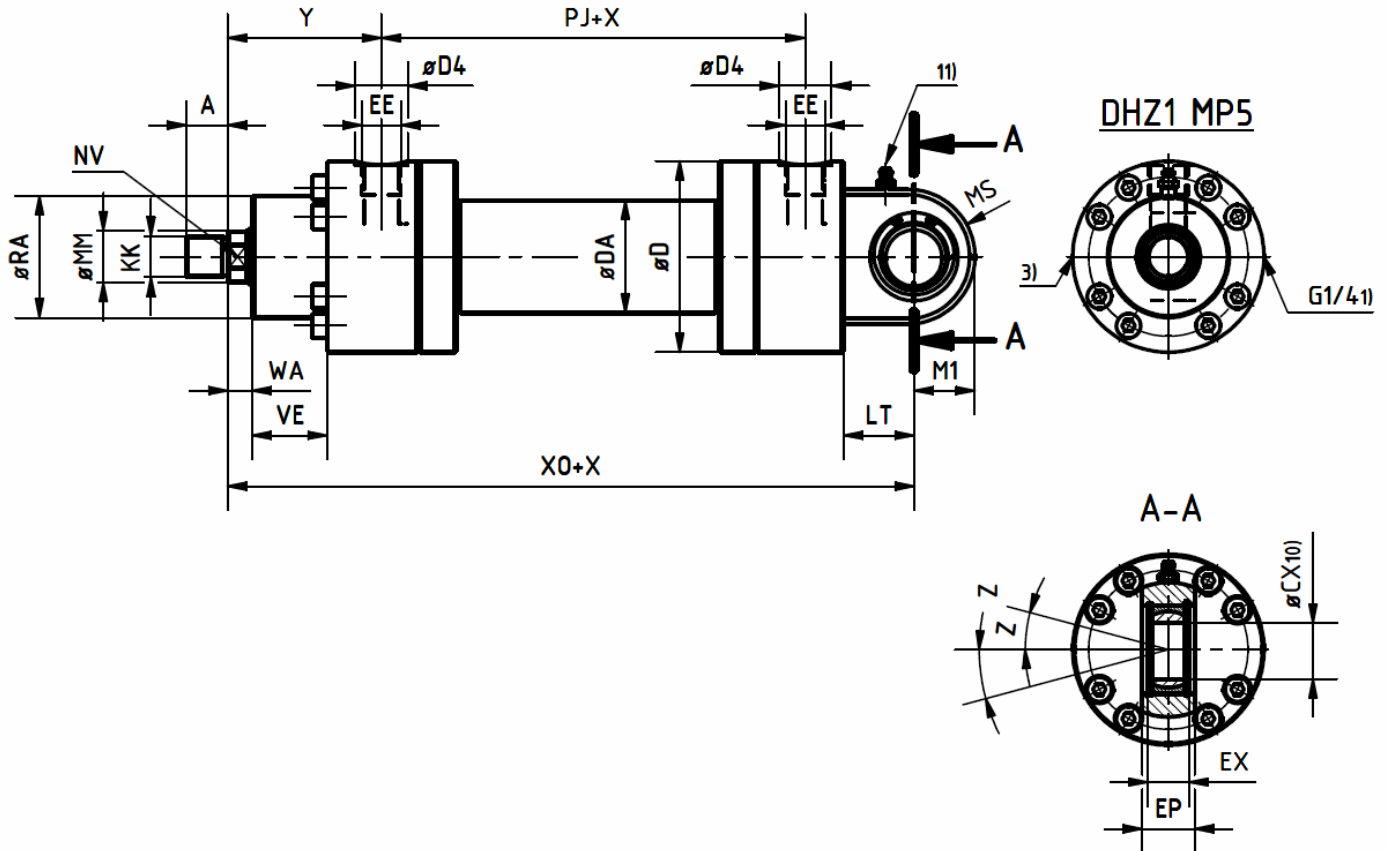 Y
PJ+X
øD4
øD4
11)
A
EE
EE
DHZ1 MP5
A
NV
MS
øRA
øMM
KK
øDA
øD
3)
G1/41)
A
WA
M1
VE
LT
XO+X
A-A
Z
Z
øCX10)
EX
EP